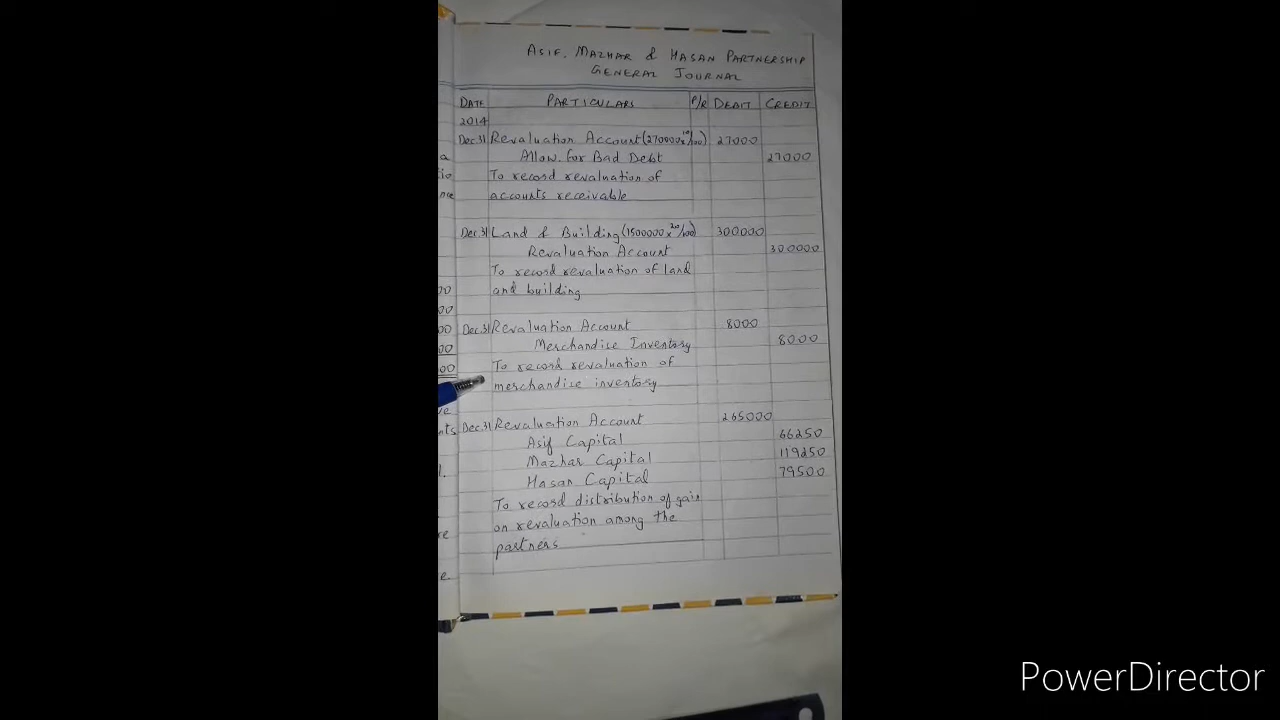 ASIF, MAZHAR & HASAN PARTNERSHIP
GENERAL JOURNAL
DATE PARTICULARS P/R DEBIT CREDIT
2014
Dec.31 Revaluation Account (270000x10/100) 27000
Allow. for Bad Debt 27000
To record revaluation of
accounts receivable
Dec.31 Land & Building (1500000x20/100) 300000
Revaluation Account 300000
To record revaluation of land
and building
Dec.31 Revaluation Account 8000
Merchandise Inventory 8000
To record revaluation of
merchandise inventory
Dec.31 Revaluation Account 265000
Asif Capital 66250
Mazhar Capital 119250
Hasan Capital 79500
To record distribution of gain
on revaluation among the
partners
PowerDirector